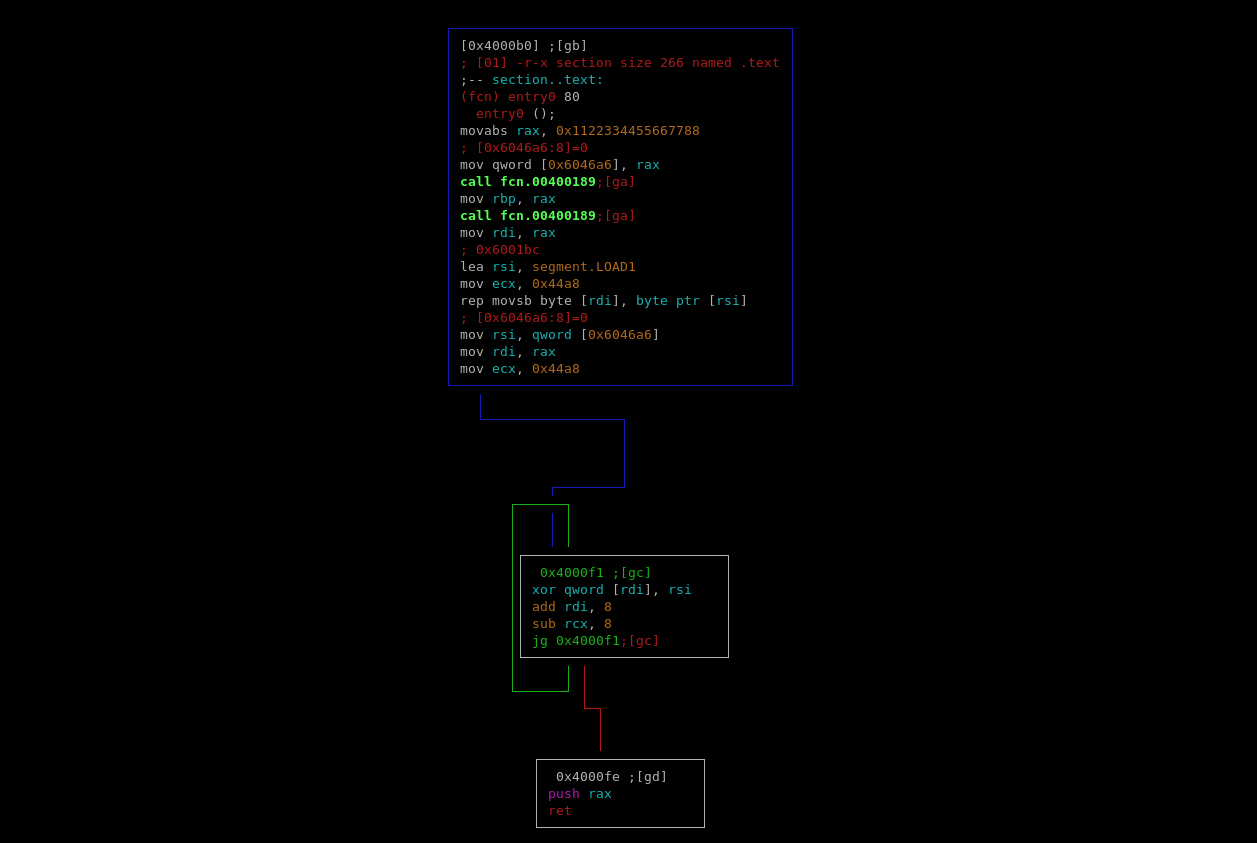 [0x4000b0] ;[gb]
; [01] -r-x section size 266 named .text
;-- section..text:
(fcn) entry0 80
entry0 ();
movabs rax, 0x1122334455667788
; [0x6046a6:8]=0
mov qword [0x6046a6], rax
call fcn.00400189;[ga]
mov rbp, rax
call fcn.00400189;[ga]
mov rdi, rax
; 0x6001bc
lea rsi, segment.LOAD1
mov ecx, 0x44a8
rep movsb byte [rdi], byte ptr [rsi]
; [0x6046a6:8]=0
mov rsi, qword [0x6046a6]
mov rdi, rax
mov ecx, 0x44a8
0x4000f1 ;[gc]
xor qword [rdi], rsi
add rdi, 8
sub rcx, 8
jg 0x4000f1;[gc]
0x4000fe ;[gd]
push rax
ret